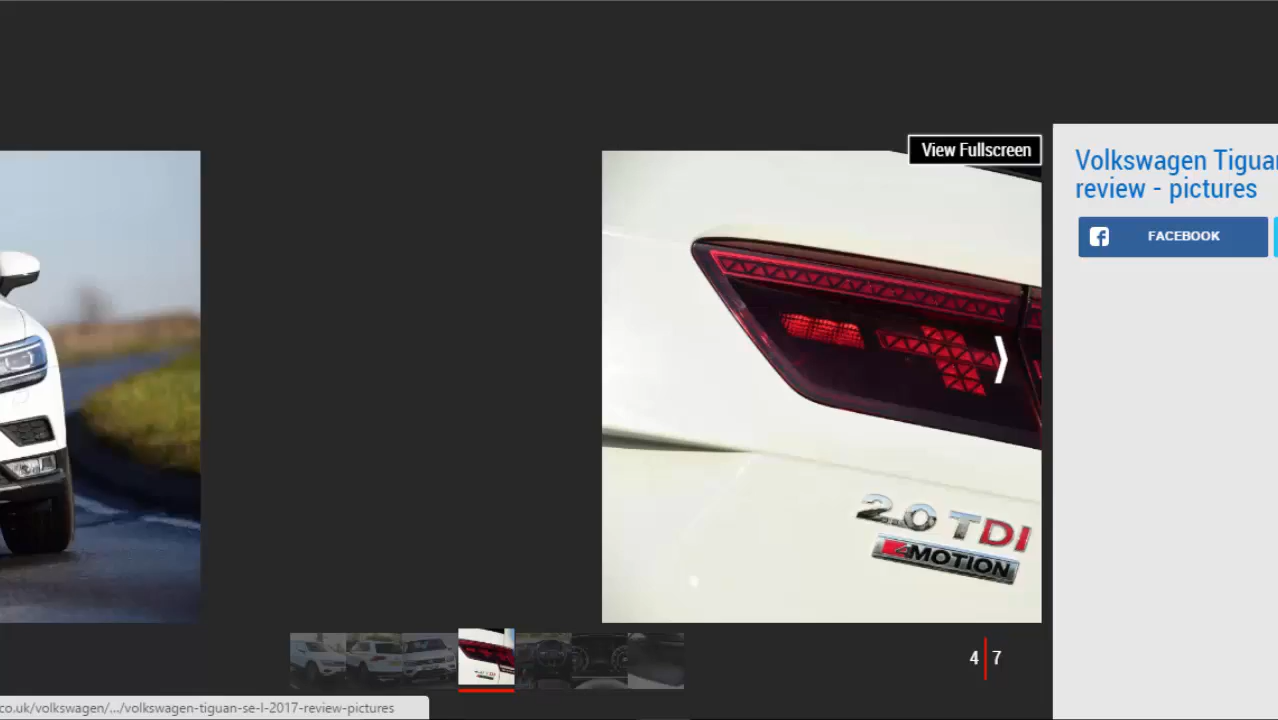 View Fullscreen
Volkswagen Tiguan
review - pictures
FACEBOOK
2.0 TDI
4MOTION
4 7
co.uk/volkswagen/.../volkswagen-tiguan-se-l-2017-review-pictures